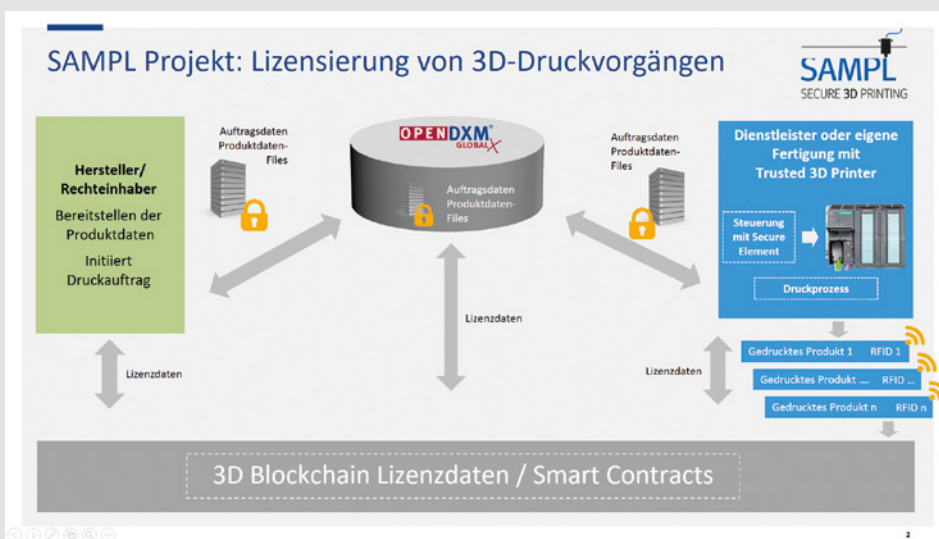 SAMPL Projekt: Lizensierung von 3D-Druckvorgängen
SAMPL
SECURE 3D PRINTING
Hersteller/
Rechteinhaber
Bereitstellen der
Produktdaten
Initiiert
Druckauftrag
Auftragsdaten
Produktdaten-
Files
OPENDXM
GLOBAL X
Auftragsdaten
Produktdaten-
Files
Auftragsdaten
Produktdaten-
Files
Dienstleister oder eigene
Fertigung mit
Trusted 3D Printer
Steuerung
mit Secure
Element
Druckprozess
Lizenzdaten
Lizenzdaten
Lizenzdaten
Gedrucktes Produkt 1 RFID 1
Gedrucktes Produkt .... RFID ...
Gedrucktes Produkt n RFID n
3D Blockchain Lizenzdaten / Smart Contracts
2